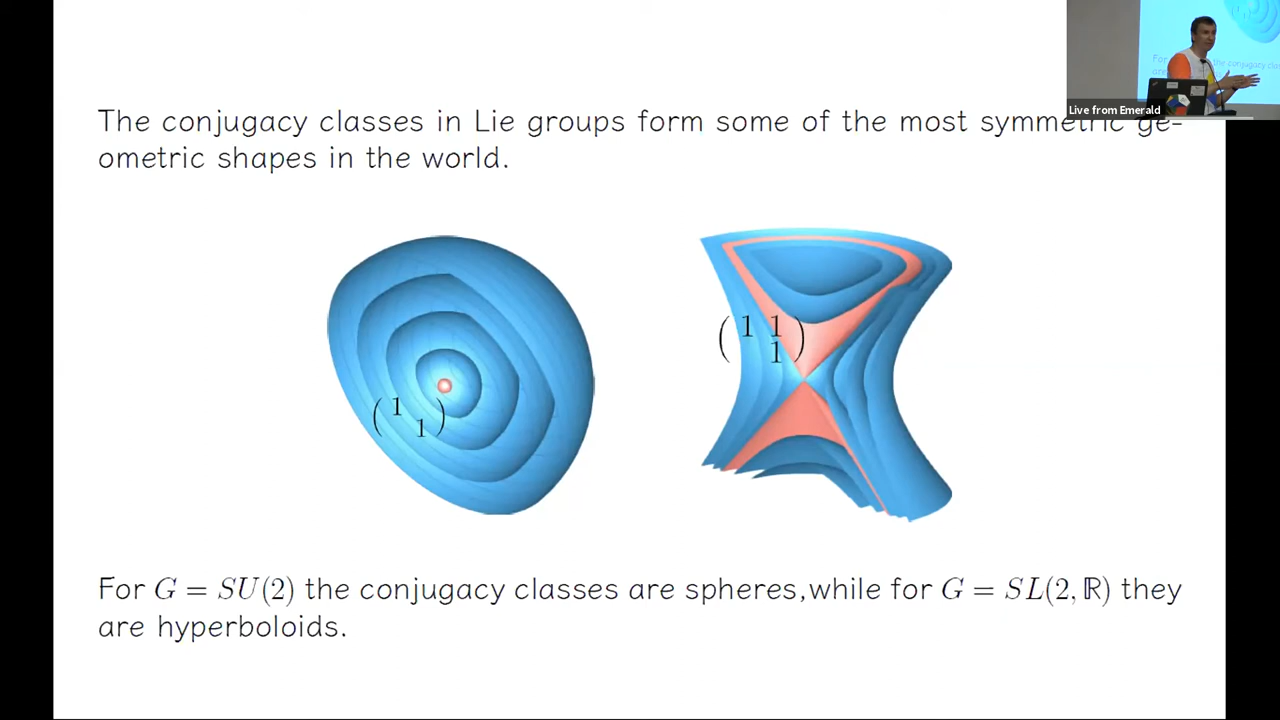 Live from Emerald
The conjugacy classes in Lie groups form some of the most symmetric ge-
ometric shapes in the world.
( 1 1
1 )
( 1
1 )
For G = SU(2) the conjugacy classes are spheres,while for G = SL(2, ℝ) they
are hyperboloids.